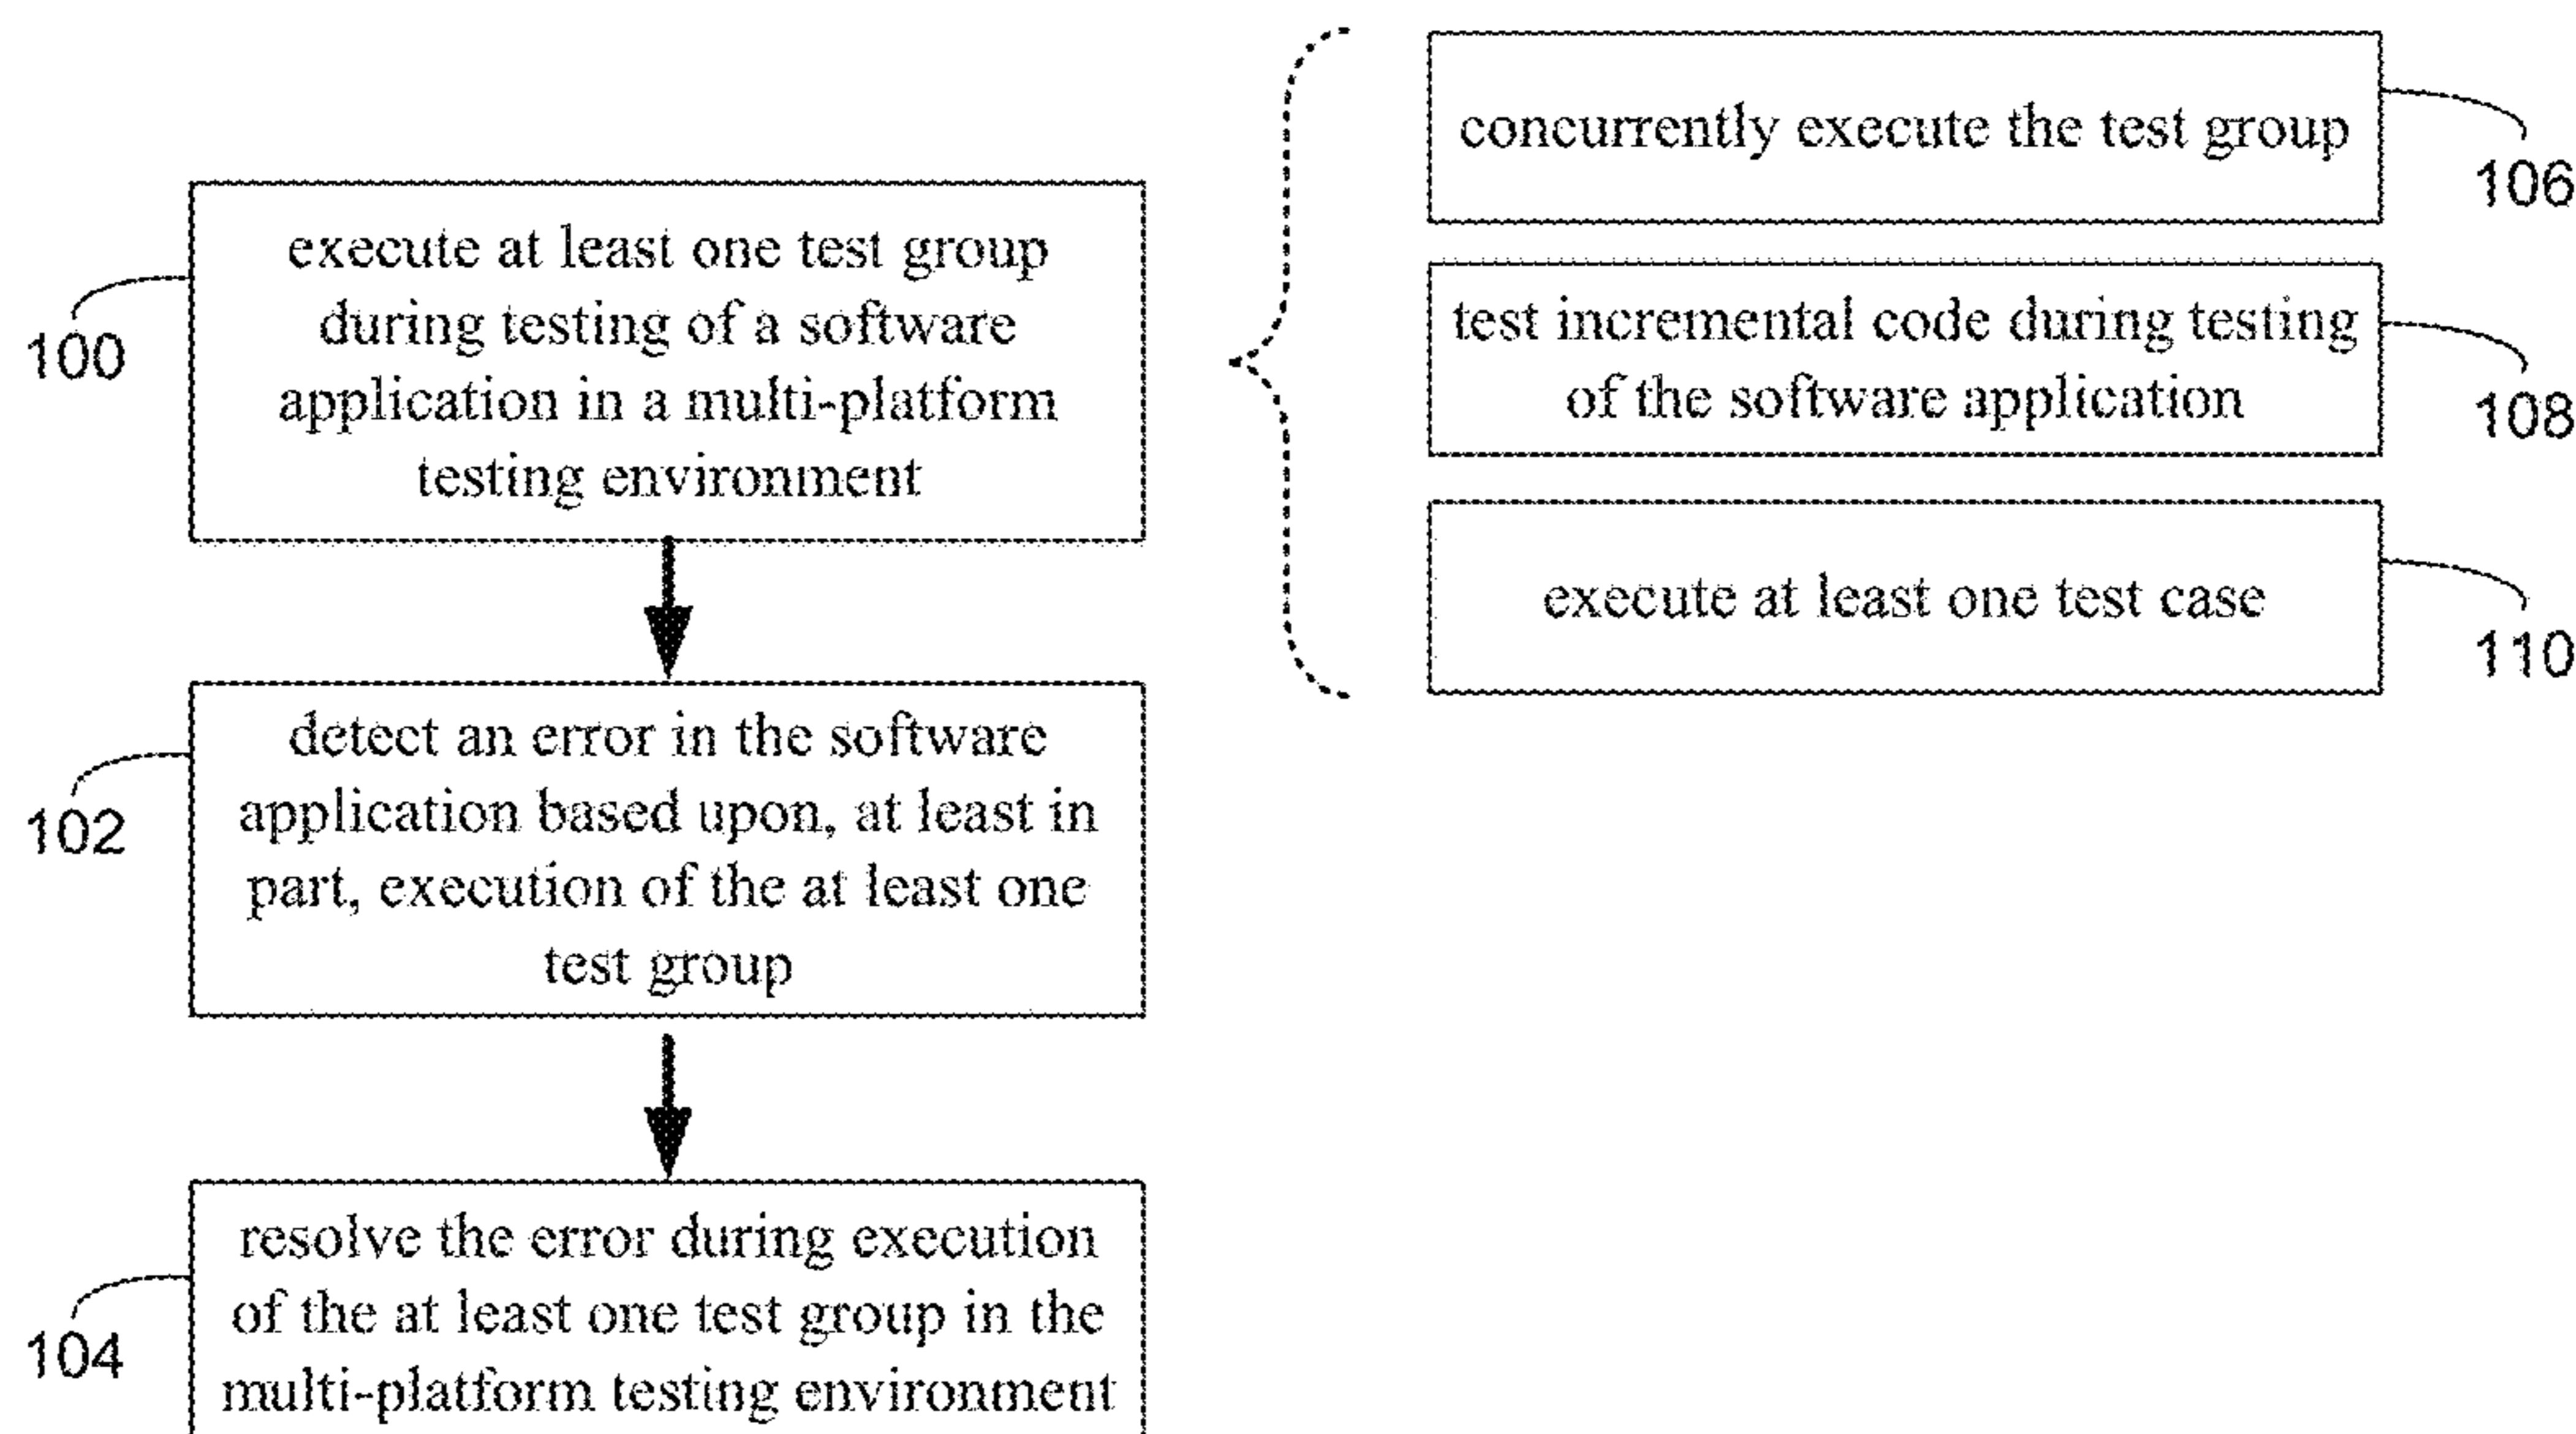 execute at least one test group
during testing of a software
application in a multi-platform
testing environment
100
detect an error in the software
application based upon, at least in
part, execution of the at least one
test group
102
resolve the error during execution
of the at least one test group in the
multi-platform testing environment
104
concurrently execute the test group
106
test incremental code during testing
of the software application
108
execute at least one test case
110